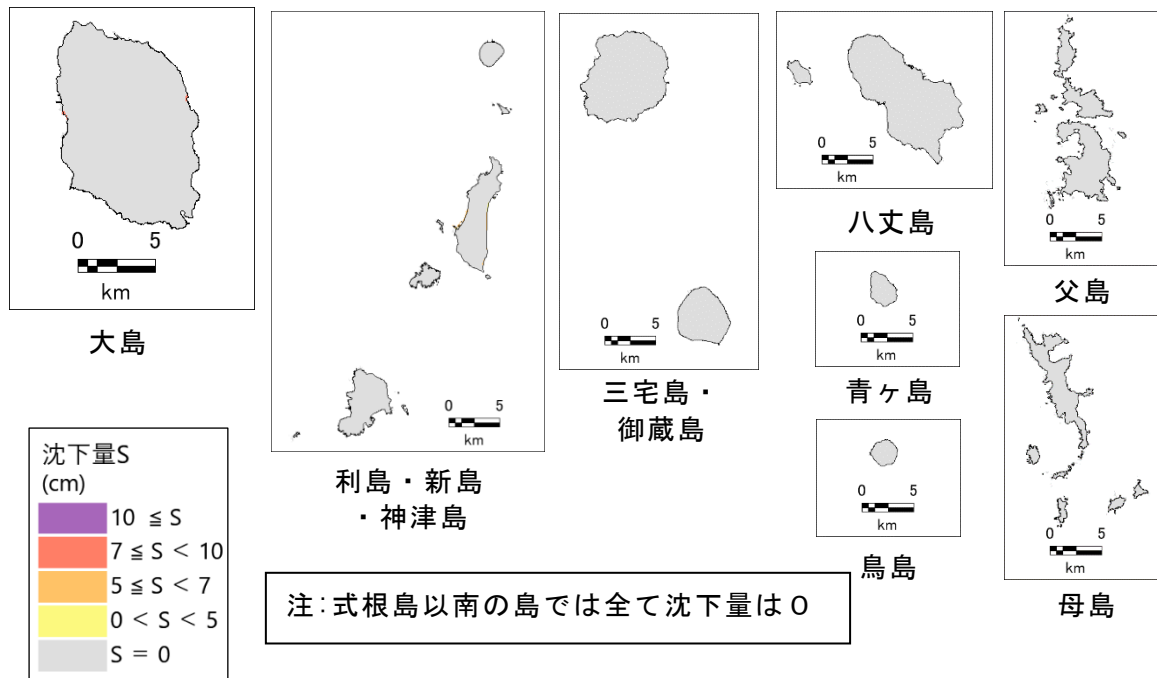 0 5
km
大島
0 5
km
利島・新島
・神津島
0 5
km
三宅島・
御蔵島
0 5
km
八丈島
0 5
km
青ヶ島
0 5
km
鳥島
0 5
km
父島
0 5
km
母島
沈下量S
(cm)
10 ≦ S
7 ≦ S < 10
5 ≦ S < 7
0 < S < 5
S = 0
注:式根島以南の島では全て沈下量は0